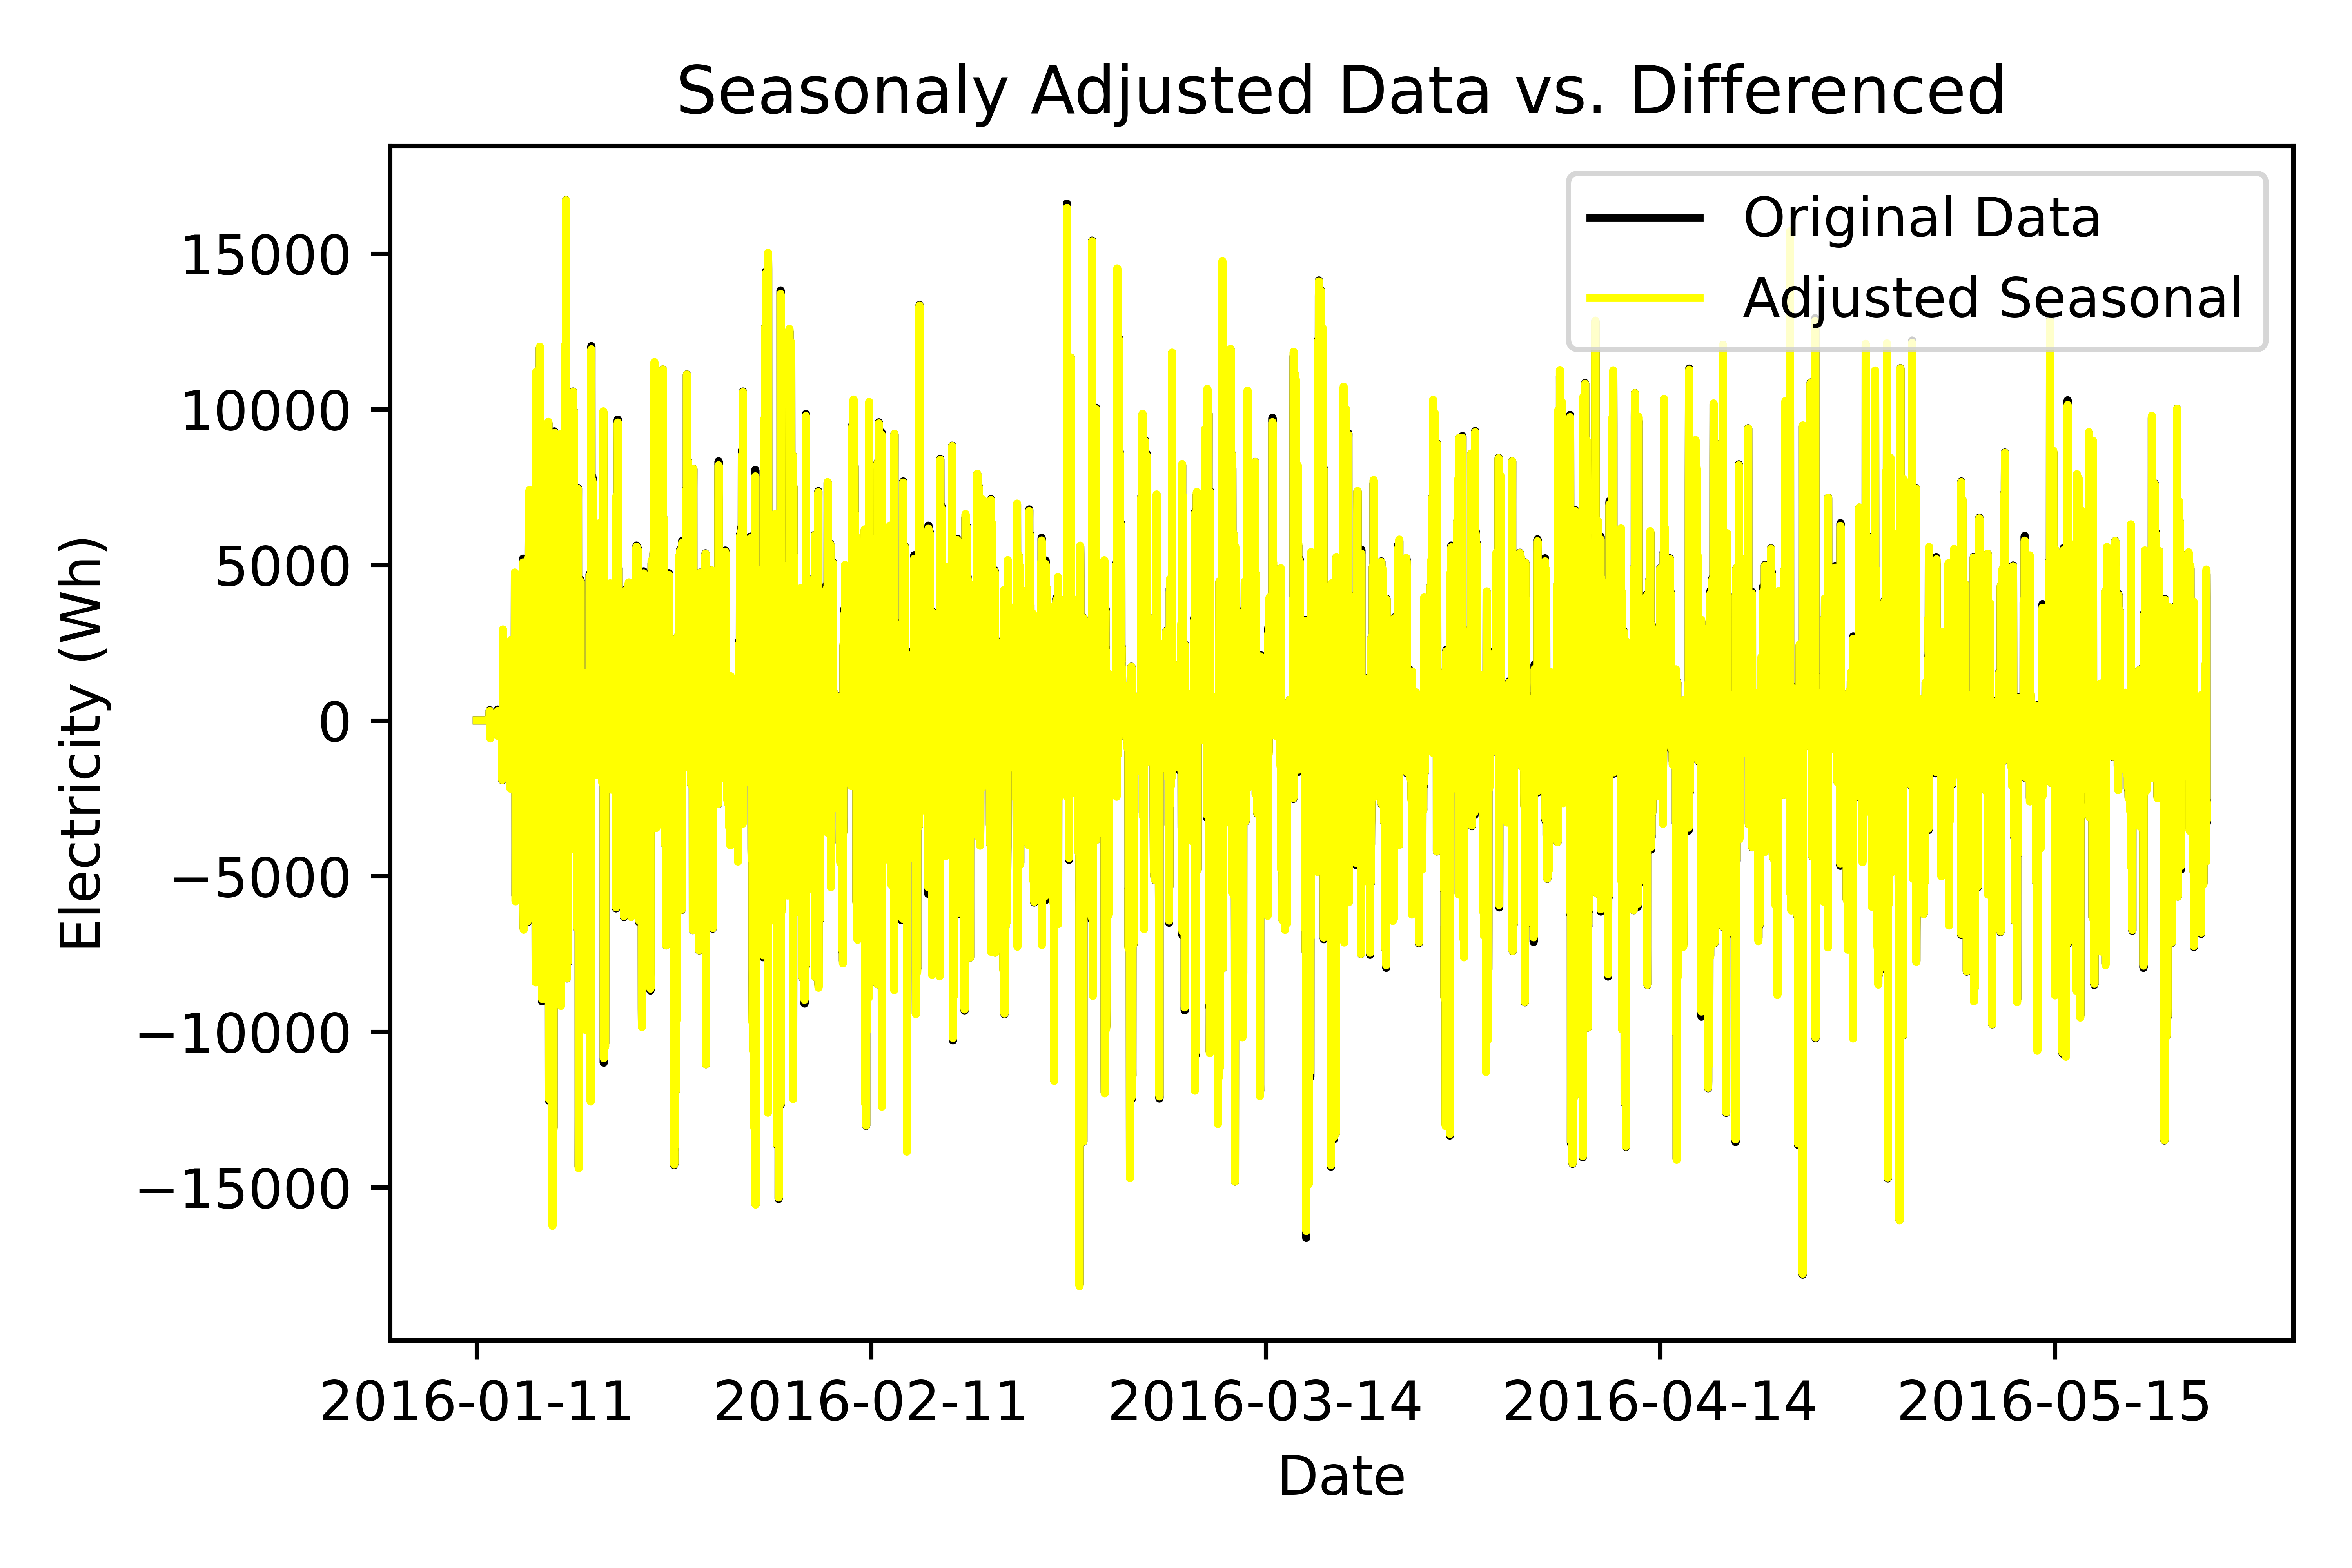 Seasonaly Adjusted Data vs. Differenced
Original Data
Adjusted Seasonal
Electricity (Wh)
15000
10000
5000
0
−5000
−10000
−15000
2016-01-11 2016-02-11 2016-03-14 2016-04-14 2016-05-15
Date